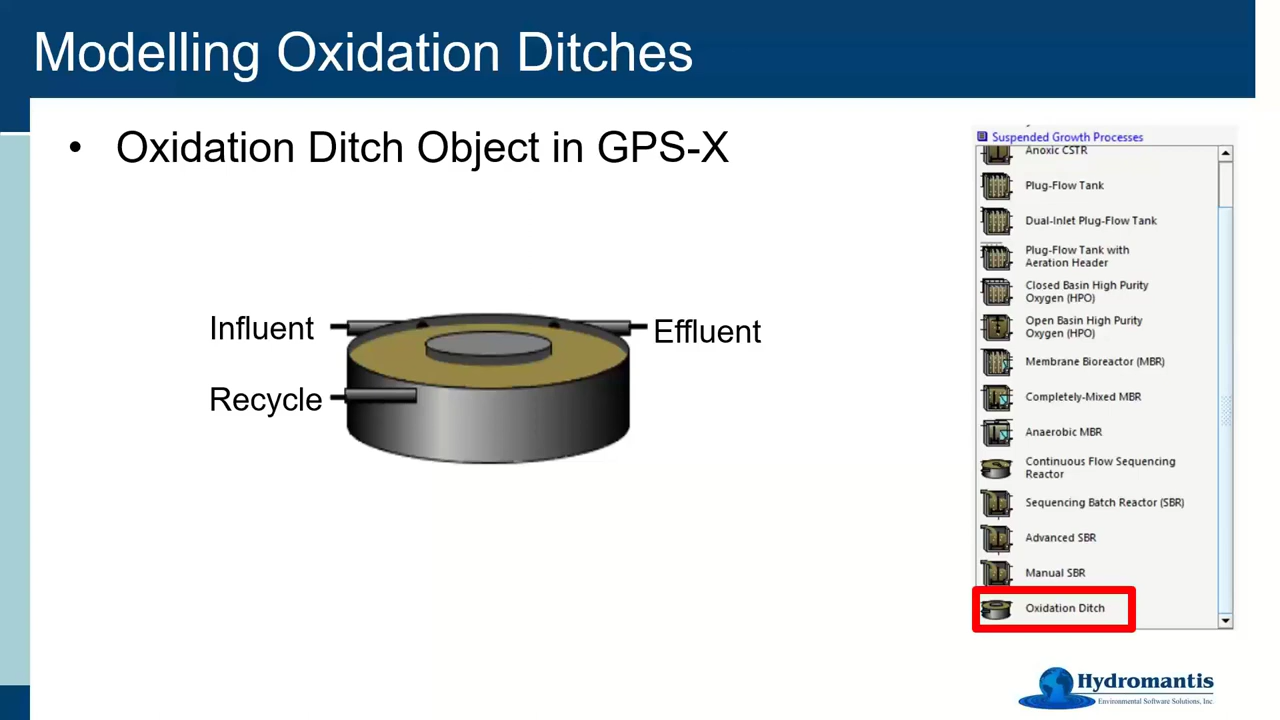 Modelling Oxidation Ditches
• Oxidation Ditch Object in GPS-X
Influent
Effluent
Recycle
Suspended Growth Processes
Anoxic CSTR
Plug-Flow Tank
Dual-Inlet Plug-Flow Tank
Plug-Flow Tank with
Aeration Header
Closed Basin High Purity
Oxygen (HPO)
Open Basin High Purity
Oxygen (HPO)
Membrane Bioreactor (MBR)
Completely-Mixed MBR
Anaerobic MBR
Continuous Flow Sequencing
Reactor
Sequencing Batch Reactor (SBR)
Advanced SBR
Manual SBR
Oxidation Ditch
Hydromantis
Environmental Software Solutions, Inc